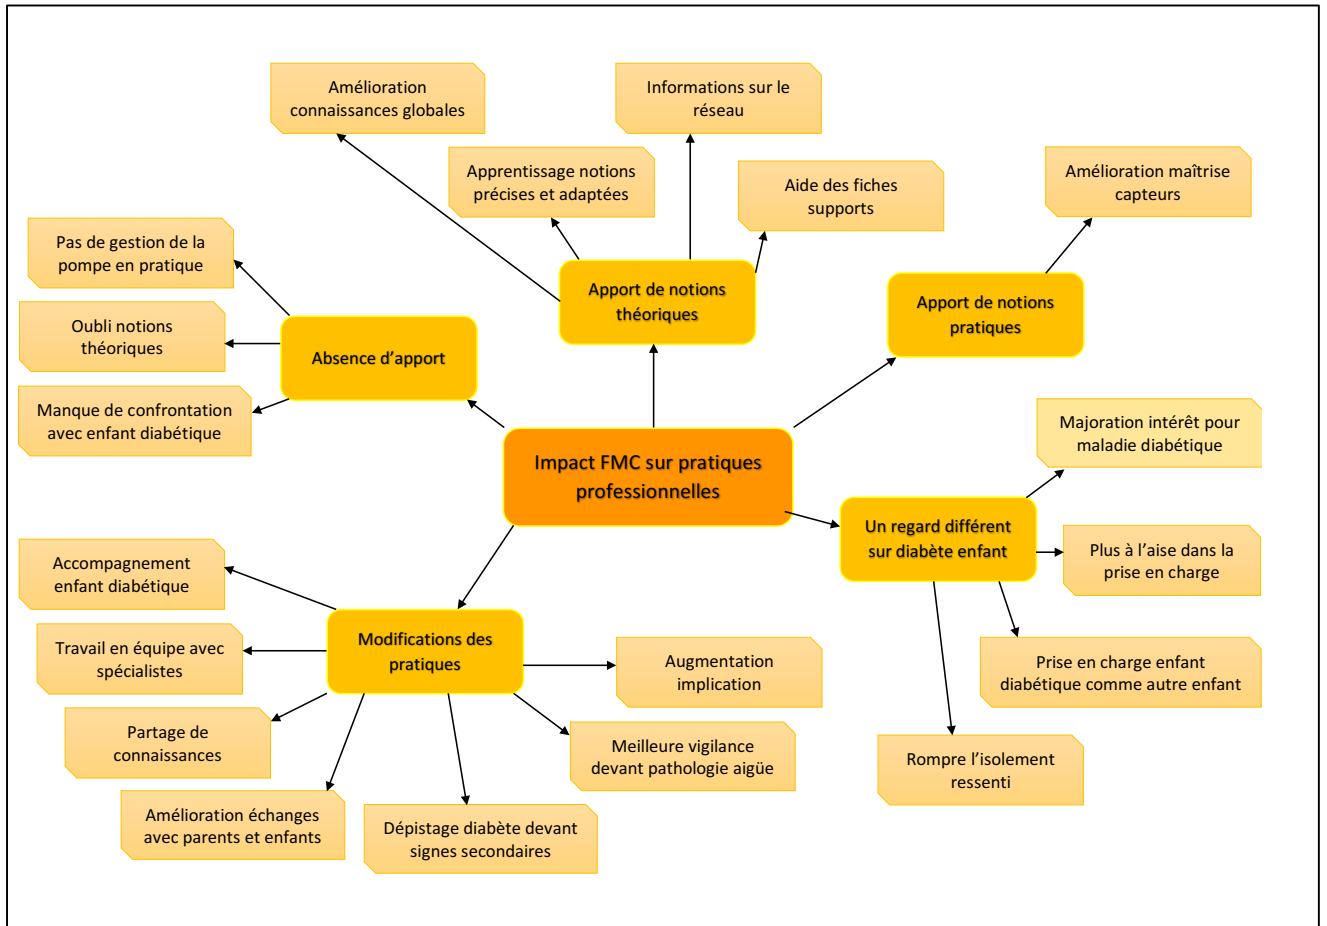 Amélioration
connaissances globales
Informations sur le
réseau
Apprentissage notions
précises et adaptées
Aide des fiches
supports
Amélioration maîtrise
capteurs
Pas de gestion de la
pompe en pratique
Oubli notions
théoriques
Manque de confrontation
avec enfant diabétique
Absence d’apport
Apport de notions
théoriques
Apport de notions
pratiques
Impact FMC sur pratiques
professionnelles
Majoration intérêt pour
maladie diabétique
Un regard différent
sur diabète enfant
Plus à l’aise dans la
prise en charge
Prise en charge enfant
diabétique comme autre enfant
Rompre l’isolement
ressenti
Accompagnement
enfant diabétique
Travail en équipe avec
spécialistes
Modifications des
pratiques
Partage de
connaissances
Amélioration échanges
avec parents et enfants
Dépistage diabète devant
signes secondaires
Meilleure vigilance
devant pathologie aigüe
Augmentation
implication